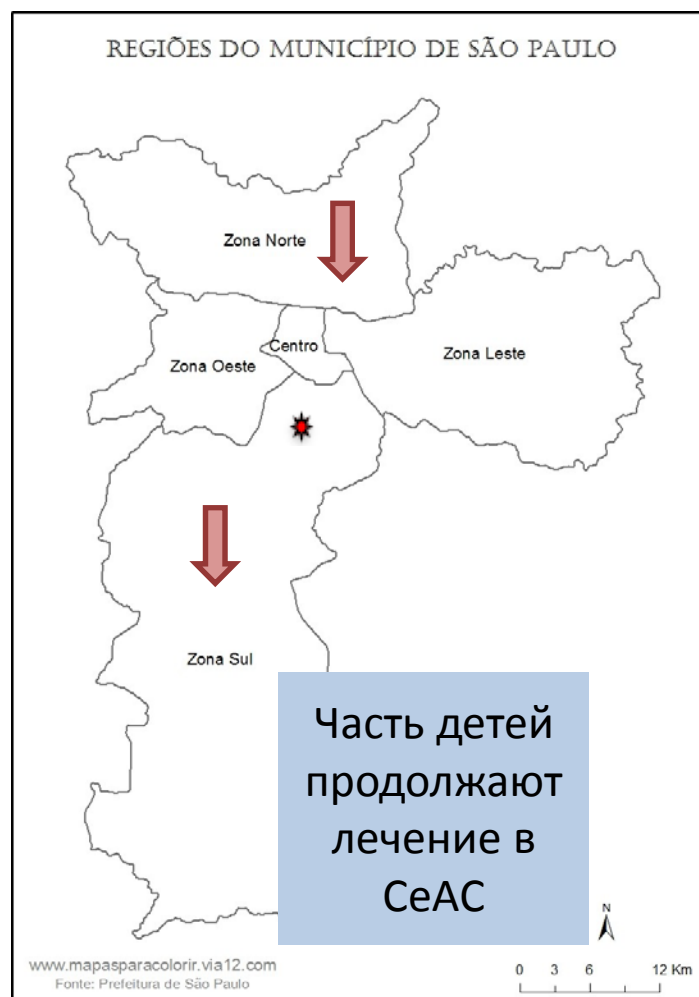 REGIÕES DO MUNICÍPIO DE SÃO PAULO
Zona Norte
Centro
Zona Oeste
Zona Leste
Zona Sul
Часть детей
продолжают
лечение в
СеАС
N
www.mapasparacolorir.via12.com
Fonte: Prefeitura de São Paulo
0 3 6 12 Km